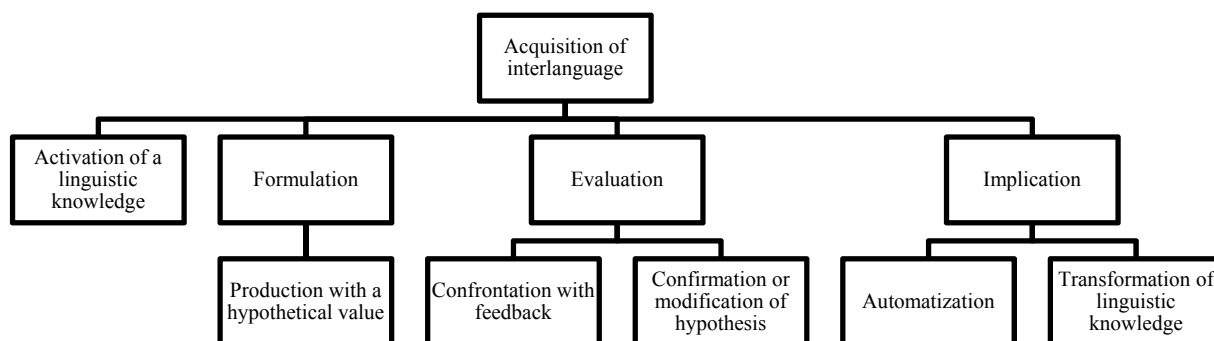 Acquisition of
interlanguage
Activation of a
linguistic
knowledge
Formulation
Evaluation
Implication
Production with a
hypothetical value
Confrontation with
feedback
Confirmation or
modification of
hypothesis
Automatization
Transformation of
linguistic
knowledge